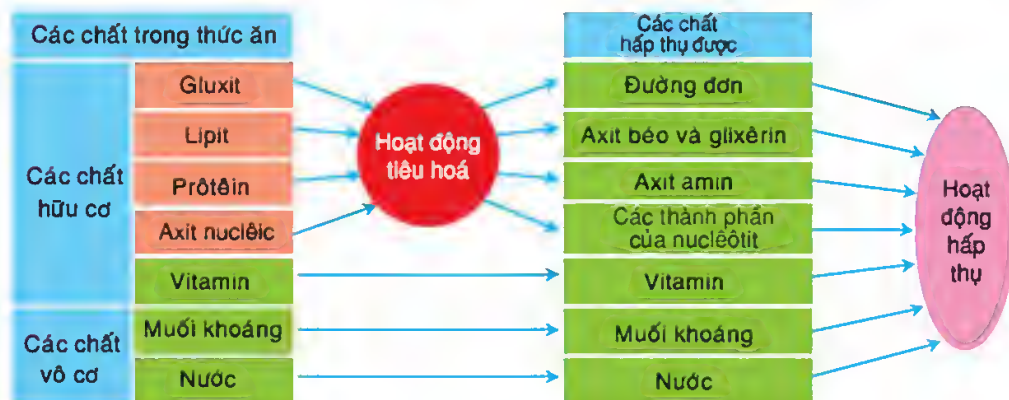 Các chất trong thức ăn
Các chất
hấp thụ được
Các chất
hữu cơ
Gluxit
Lipit
Prôtêin
Axit nuclêic
Vitamin
Các chất
vô cơ
Muối khoáng
Nước
Hoạt động
tiêu hoá
Đường đơn
Axit béo và glixêrin
Axit amin
Các thành phần
của nuclêôtit
Vitamin
Muối khoáng
Nước
Hoạt
động
hấp
thụ